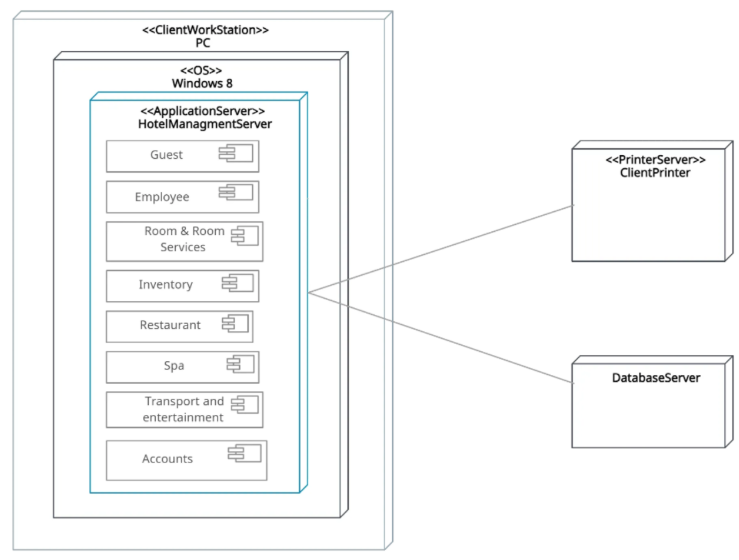 <<ClientWorkStation>>
PC
<<OS>>
Windows 8
<<ApplicationServer>>
HotelManagmentServer
Guest
Employee
Room & Room
Services
Inventory
Restaurant
Spa
Transport and
entertainment
Accounts
<<PrinterServer>>
ClientPrinter
DatabaseServer